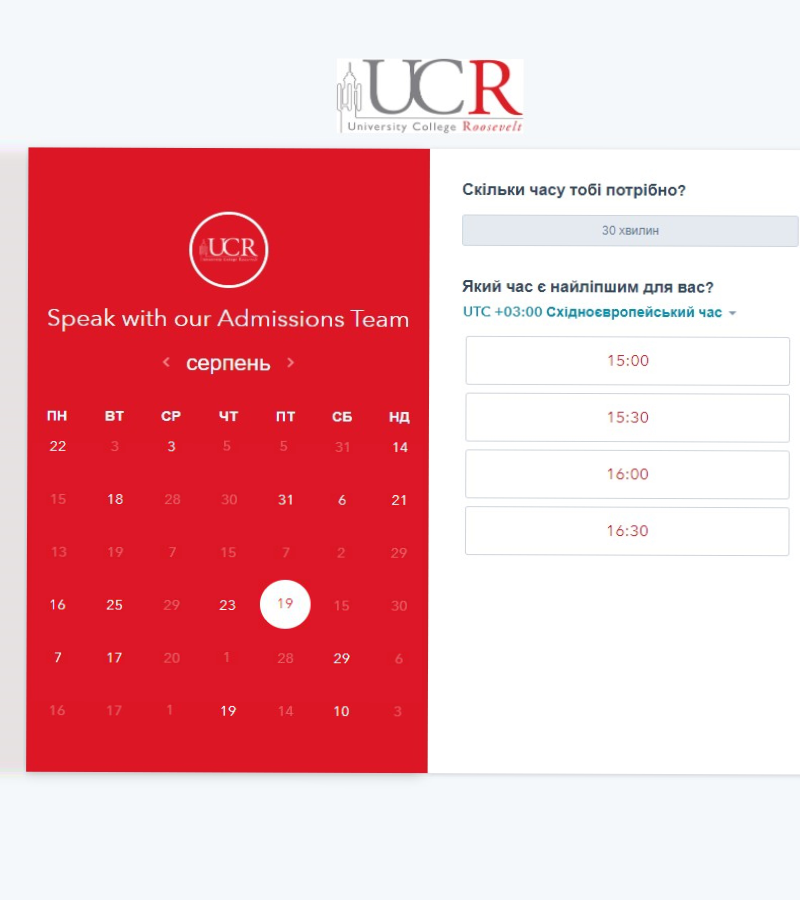 UCR
University College Roosevelt
UCR
Speak with our Admissions Team
серпень
ПН ВТ СР ЧТ ПТ СБ НД
22 3 3 5 5 31 14
15 18 28 30 31 6 21
13 19 7 15 7 2 29
16 25 29 23 19 15 30
7 17 20 1 28 29 6
16 17 1 19 14 10 3
Скільки часу тобі потрібно?
30 хвилин
Який час є найліпшим для вас?
UTC +03:00 Східноєвропейський час
15:00
15:30
16:00
16:30